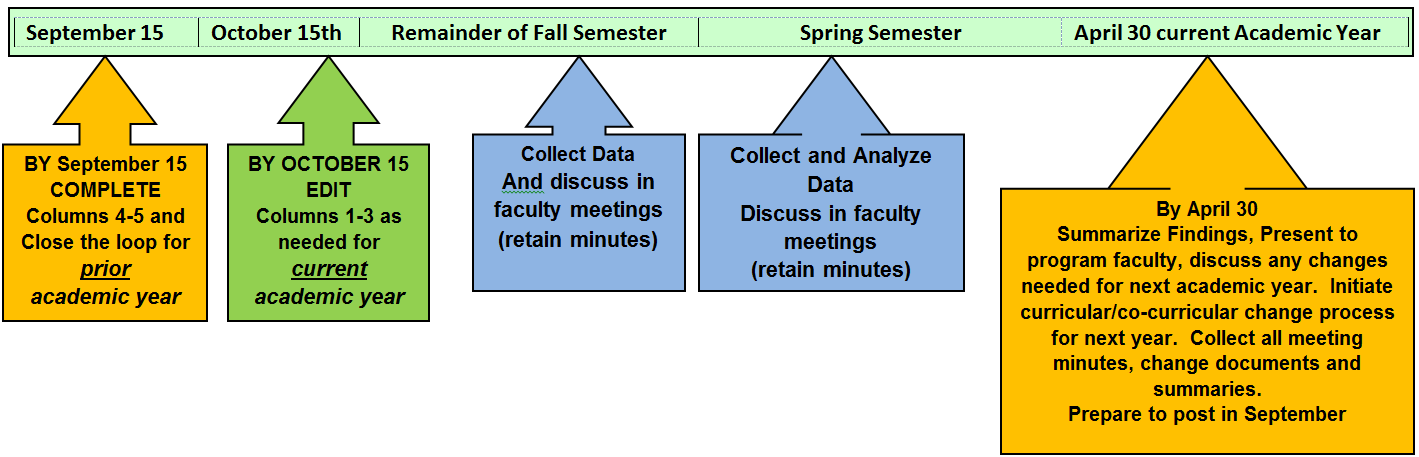 September 15
October 15th
Remainder of Fall Semester
Spring Semester
April 30 current Academic Year
BY September 15
COMPLETE
Columns 4-5 and
Close the loop for
prior
academic year
BY OCTOBER 15
EDIT
Columns 1-3 as
needed for
current
academic year
Collect Data
And discuss in
faculty meetings
(retain minutes)
Collect and Analyze
Data
Discuss in faculty
meetings
(retain minutes)
By April 30
Summarize Findings, Present to
program faculty, discuss any changes
needed for next academic year.  Initiate
curricular/co-curricular change process
for next year.  Collect all meeting
minutes, change documents and
summaries.
Prepare to post in September